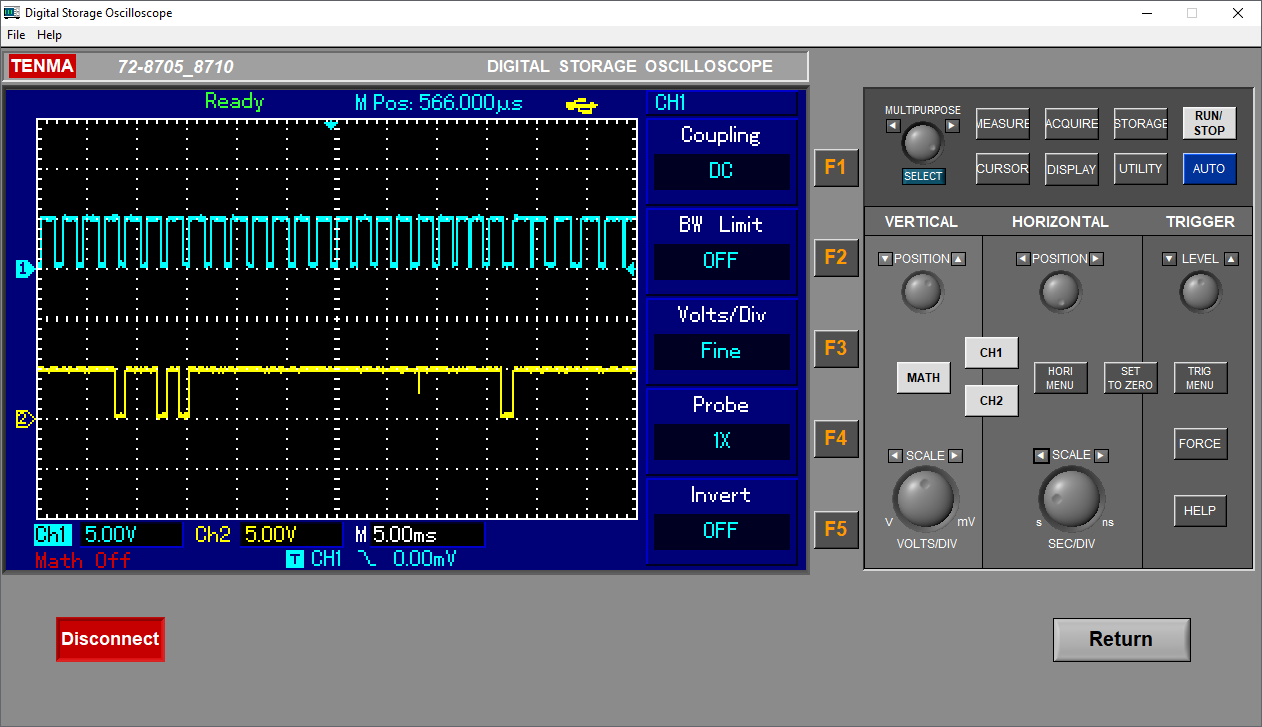 Digital Storage Oscilloscope
File Help
TENMA 72-8705_8710 DIGITAL STORAGE OSCILLOSCOPE
Ready M Pos: 566.000µs CH1
Coupling
DC
BW Limit
OFF
Volts/Div
Fine
Probe
1X
Invert
OFF
1
2
Ch1 5.00V Ch2 5.00V M 5.00ms
Math Off T CH1 0.00mV
F1
F2
F3
F4
F5
MULTIPURPOSE
SELECT
MEASURE ACQUIRE STORAGE RUN/
STOP
CURSOR DISPLAY UTILITY AUTO
VERTICAL HORIZONTAL TRIGGER
POSITION POSITION LEVEL
CH1
MATH
CH2
HORI
MENU
SET
TO ZERO
TRIG
MENU
FORCE
SCALE SCALE
HELP
V mV s ns
VOLTS/DIV SEC/DIV
Disconnect Return